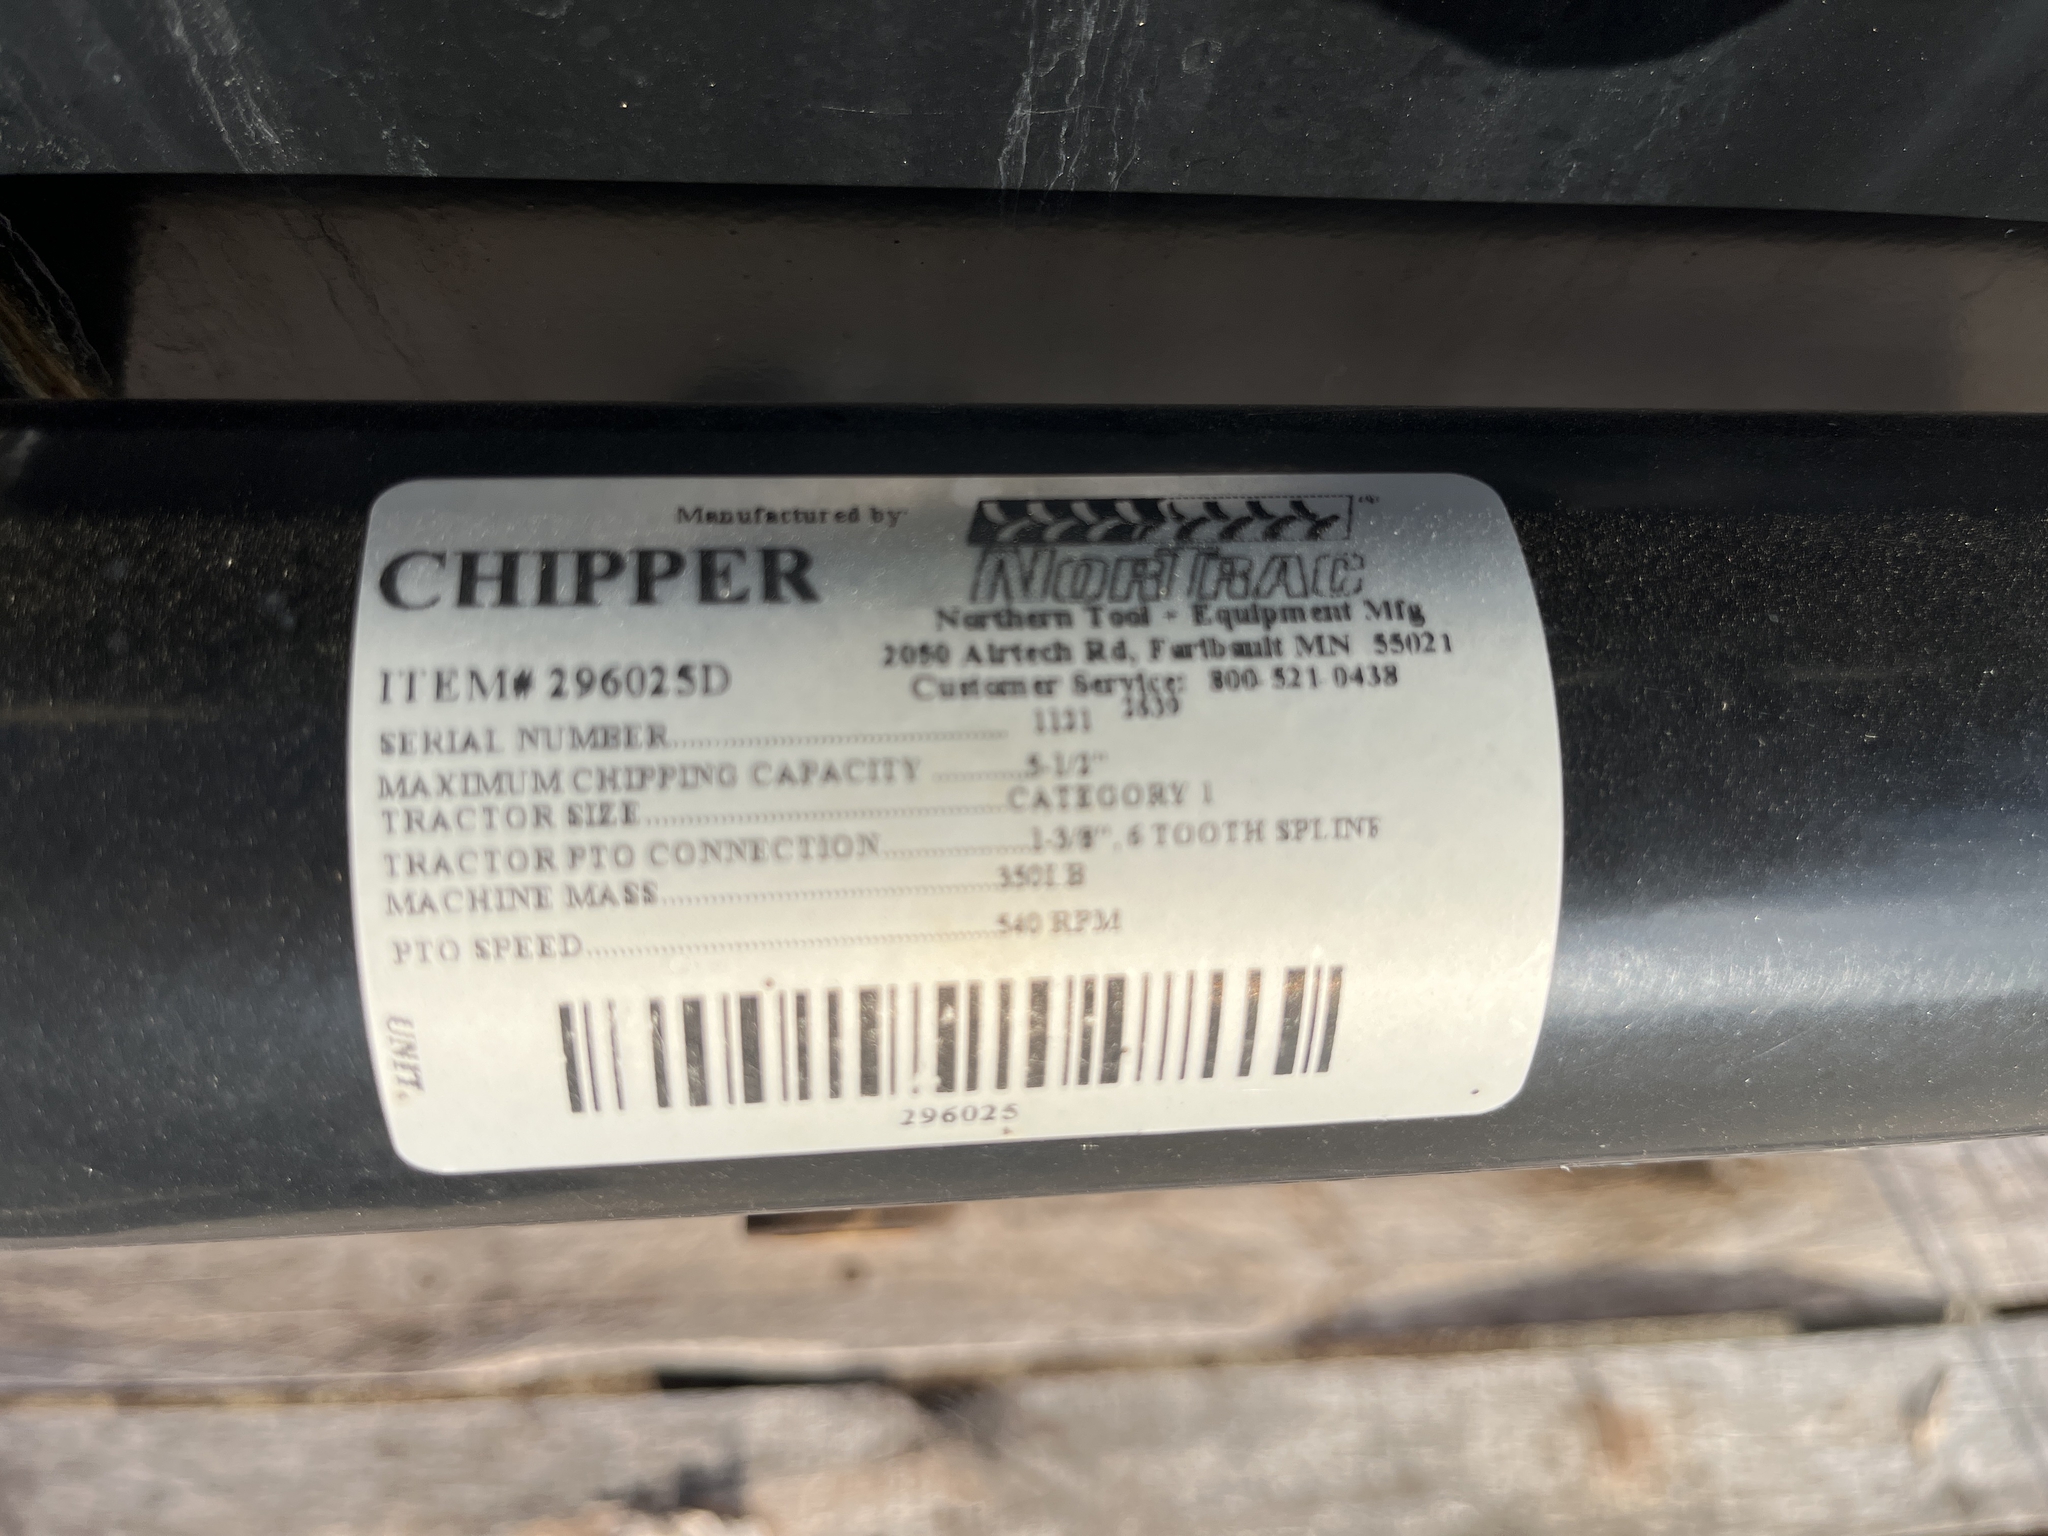 Manufactured by:
CHIPPER
NORTRAC
Northern Tool - Equipment Mfg
2050 Airtech Rd, Faribault MN 55021
Customer Service: 800-521-0438
ITEM# 296025D
SERIAL NUMBER 1121
MAXIMUM CHIPPING CAPACITY 5-1/2"
TRACTOR SIZE CATEGORY 1
TRACTOR PTO CONNECTION 1-3/8", 6 TOOTH SPLINE
MACHINE MASS 350LB
PTO SPEED 540 RPM
UNIT.
296025